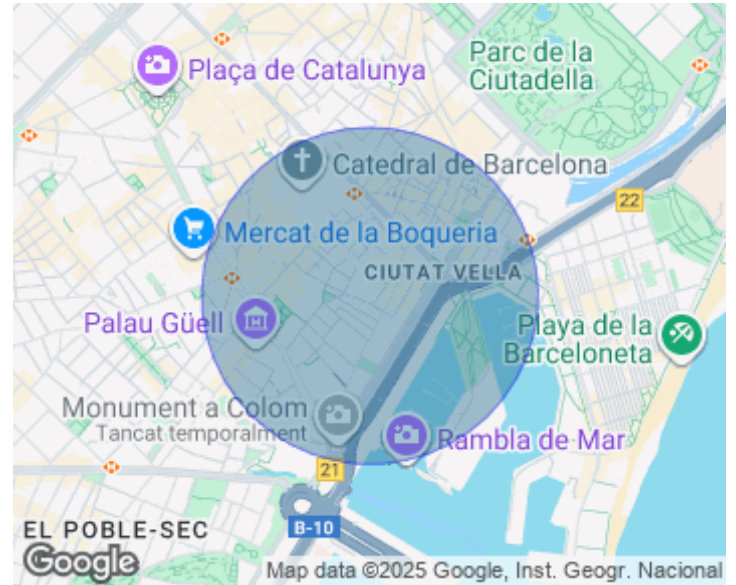 Parc de la
Ciutadella
Plaça de Catalunya
Catedral de Barcelona
22
Mercat de la Boqueria
CIUTAT VELLA
Palau Güell
Playa de la
Barceloneta
Monument a Colom
Tancat temporalment
Rambla de Mar
21
EL POBLE-SEC
B-10
Google
Map data ©2025 Google, Inst. Geogr. Nacional